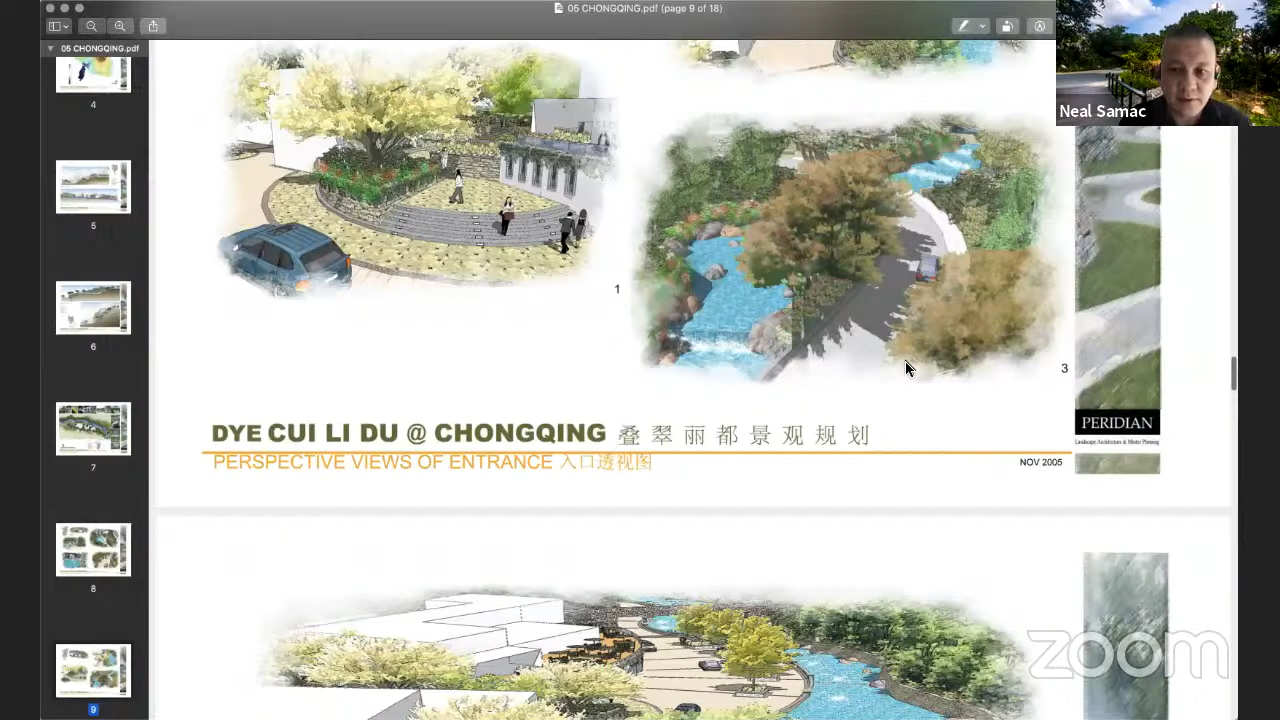 05 CHONGQING.pdf (page 9 of 18)
05 CHONGQING.pdf
4
5
6
7
8
9
Neal Samac
1
3
PERIDIAN
Landscape Architecture & Master Planning
DYE CUI LI DU @ CHONGQING 叠翠丽都景观规划
PERSPECTIVE VIEWS OF ENTRANCE 入口透视图
NOV 2005
zoom